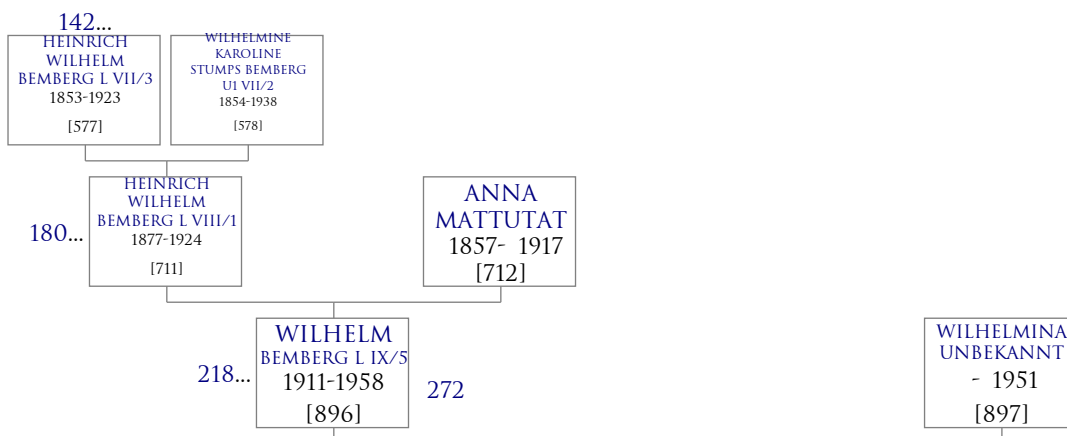 142...
HEINRICH
WILHELM
BEMBERG L VII/3
1853-1923
[577]
WILHELMINE
KAROLINE
STUMPS BEMBERG
U1 VII/2
1854-1938
[578]
180...
HEINRICH
WILHELM
BEMBERG L VIII/1
1877-1924
[711]
ANNA
MATTUTAT
1857- 1917
[712]
218...
WILHELM
BEMBERG L IX/5
1911-1958
[896]
272
WILHELMINA
UNBEKANNT
- 1951
[897]